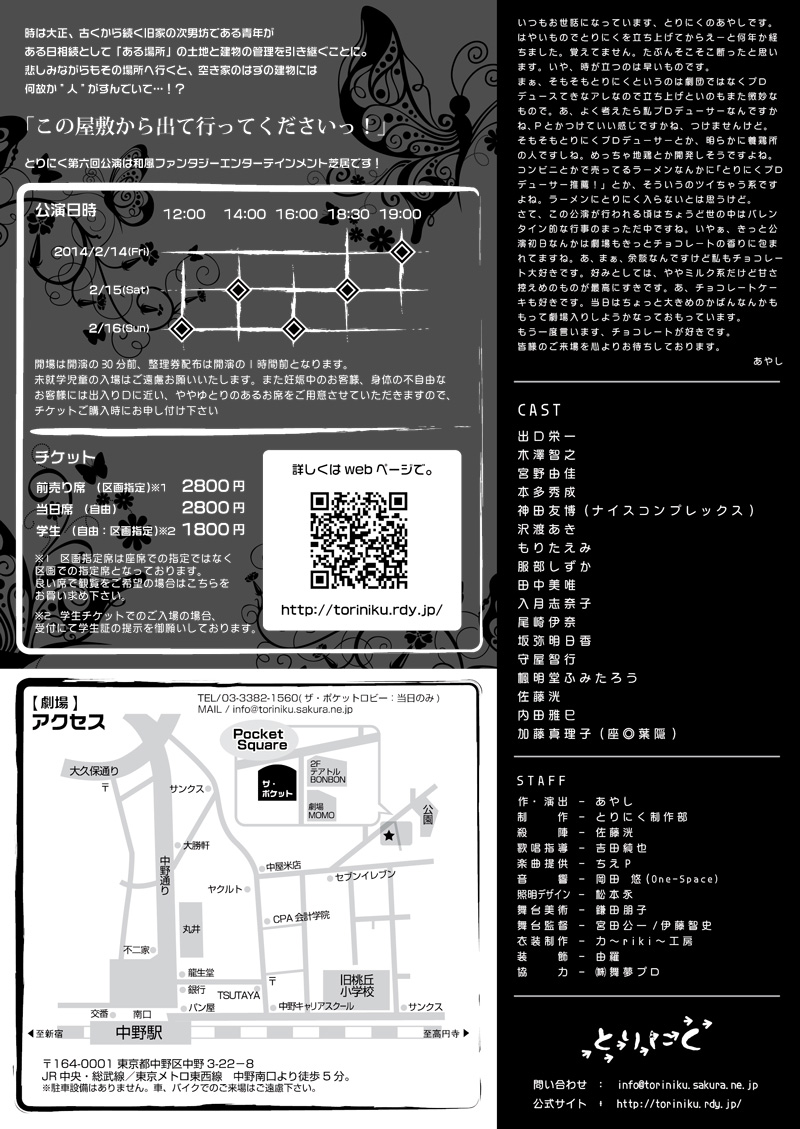 時は大正、古くから続く旧家の次男坊である青年が
ある日相続として「ある場所」の土地と建物の管理を引き継ぐことに。
悲しみながらもその場所へ行くと、空き家のはずの建物には
何故か"人"がすんでいて…!?
「この屋敷から出て行ってくださいっ！」
とりにく第六回公演は和風ファンタジーエンターテインメント芝居です！
公演日時
12:00 14:00 16:00 18:30 19:00
2014/2/14(Fri)
2/15(Sat)
2/16(Sun)
開場は開演の30分前、整理券配布は開演の1時間前となります。
未就学児童の入場はご遠慮お願いいたします。また妊娠中のお客様、身体の不自由な
お客様には出入り口に近い、ややゆとりのあるお席をご用意させていただきますので、
チケットご購入時にお申し付け下さい
チケット
前売り席 (区画指定)※1 2800円
当日席 (自由) 2800円
学生 (自由：区画指定)※2 1800円
※1 区画指定席は座席での指定ではなく
区画での指定席となっております。
良い席で観覧をご希望の場合はこちらを
お買い求め下さい。
※2 学生チケットでのご入場の場合、
受付にて学生証の提示を御願いしております。
詳しくはwebページで。
http://toriniku.rdy.jp/
【劇場】
アクセス
TEL/03-3382-1560(ザ・ポケットロビー：当日のみ)
MAIL / info@toriniku.sakura.ne.jp
Pocket
Square
ザ・
ポケット
2F
テアトル
BONBON
劇場
MOMO
公園
大久保通り
〒
サンクス
大勝軒
中野通り
中屋米店
セブンイレブン
ヤクルト
CPA 会計学院
丸井
不二家
龍生堂
銀行
TSUTAYA
パン屋
〒
中野キャリアスクール
旧桃丘
小学校
サンクス
交番
南口
至新宿
中野駅
至高円寺
〒164-0001 東京都中野区中野3-22-8
JR中央・総武線／東京メトロ東西線 中野南口より徒歩5分。
※駐車設備はありません。車、バイクでのご来場はご遠慮下さい。
いつもお世話になっています、とりにくのあやしです。
はやいものでとりにくを立ち上げてからえーと何年か経
ちました。覚えてません。たぶんそこそこ断ったと思い
ます。いや、時が立つのは早いものです。
まぁ、そもそもとりにくというのは劇団ではなくプロ
デュースてきなアレなので立ち上げというのもまた微妙な
もので。あ、よく考えたら私プロデューサーなんですか
ね、Pとかつけていい感じですかね、つけませんけど。
そもそもとりにくプロデューサーとか、明らかに養鶏所
の人ですしね。めっちゃ地鶏とか開発しそうですよね。
コンビニとかで売ってるラーメンなんかに「とりにくプロ
デューサー推薦！」とか、そういうのツイちゃう系です
よね。ラーメンにとりにく入らないとは思うけど。
さて、この公演が行われる頃はちょうど世の中はバレン
タイン的な行事のまっただ中ですね。いやぁ、きっと公
演初日なんかは劇場もきっとチョコレートの香りに包ま
れてますね。あ、まぁ、余談なんですけど私もチョコレー
ト大好きです。好みとしては、ややミルク系だけど甘さ
控えめのものが最高にすきです。あ、チョコレートケー
キも好きです。当日はちょっと大きめのかばんなんかも
もって劇場入りしようかなっておもっています。
もう一度言います、チョコレートが好きです。
皆様のご来場を心よりお待ちしております。
あやし
CAST
出口栄一
木澤智之
宮野由佳
本多秀成
神田友博(ナイスコンプレックス)
沢渡あき
もりたえみ
服部しずか
田中美唯
入月志奈子
尾崎伊奈
坂弥明日香
守屋智行
楓明堂ふみたろう
佐藤洸
内田雅巳
加藤真理子(座◎葉隠)
STAFF
作・演出 － あやし
制作 － とりにく制作部
殺陣 － 佐藤洸
歌唱指導 － 吉田純也
楽曲提供 － ちえP
音響 － 岡田 悠(One-Space)
照明デザイン － 松本永
舞台美術 － 鎌田朋子
舞台監督 － 宮田公一/伊藤智史
衣装制作 － カ～riki～工房
装飾 － 由羅
協力 － ㈱舞夢プロ
とりにく
問い合わせ ： info@toriniku.sakura.ne.jp
公式サイト ： http://toriniku.rdy.jp/